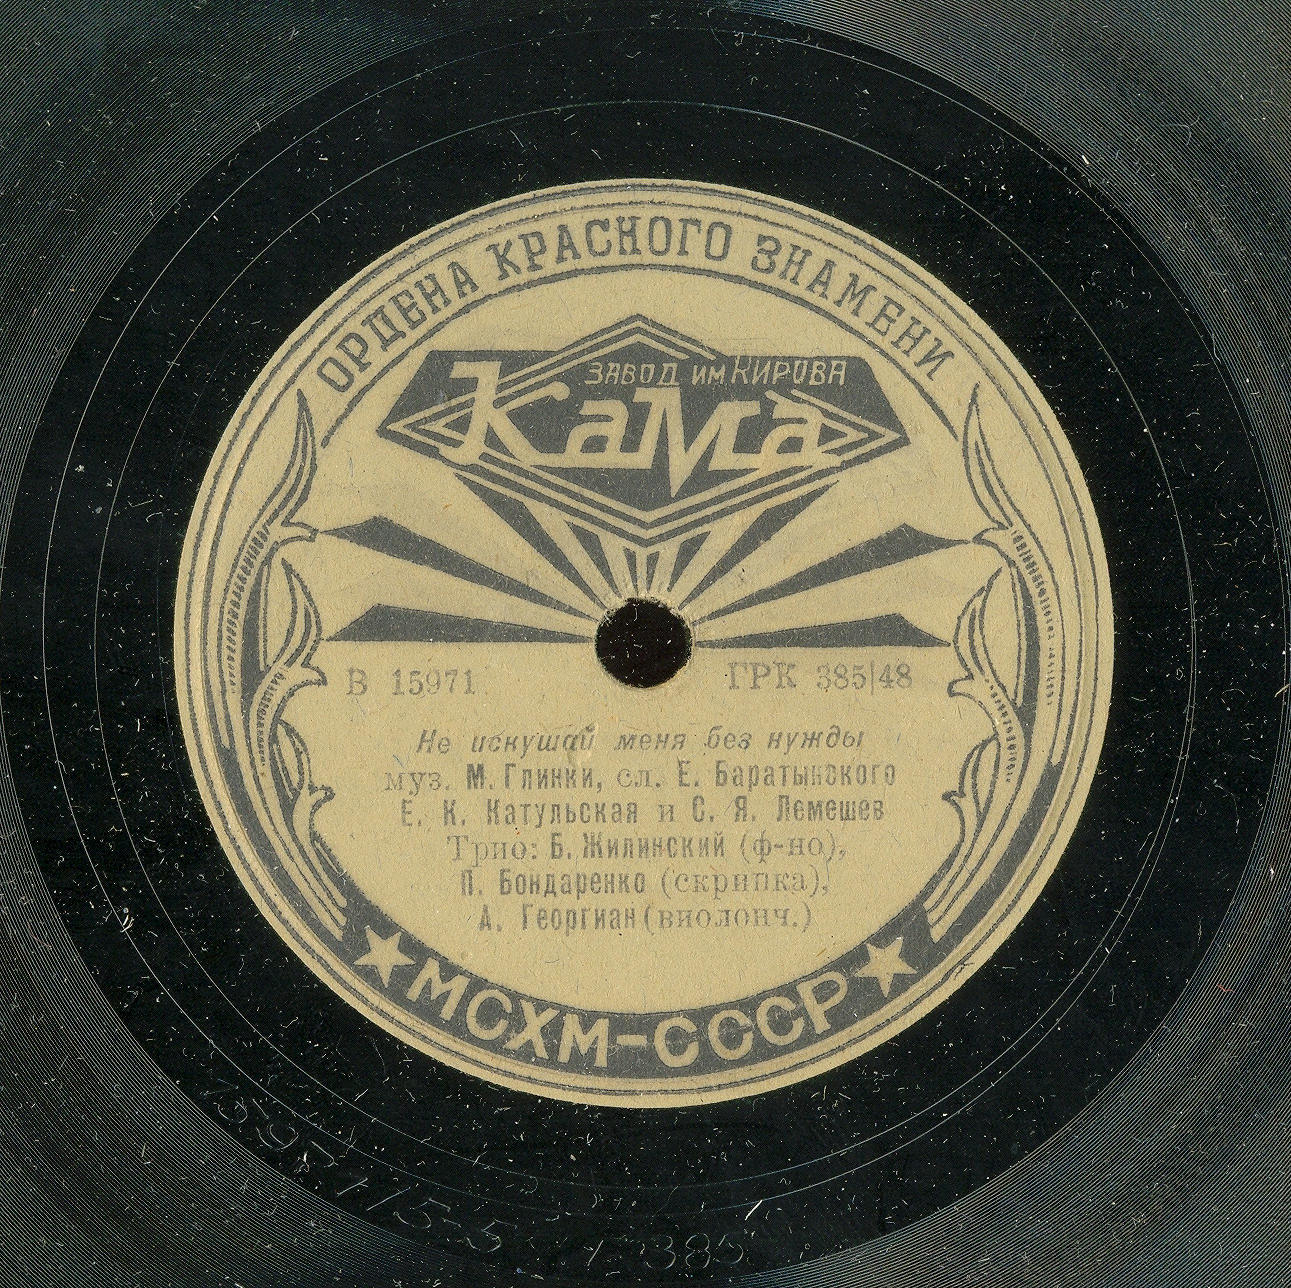 ОРДЕНА КРАСНОГО ЗНАМЕНИ
ЗАВОД ИМ КИРОВА
КаМа
В 15971
ГРК 385|48
Не искушай меня без нужды
муз. М. Глинки, сл. Е. Баратынского
Е. К. Катульская и С. Я. Лемешев
Трио: Б. Жилинский (ф-но),
П. Бондаренко (скрипка),
А. Георгиан (виолонч.)
МСХМ-СССР
385